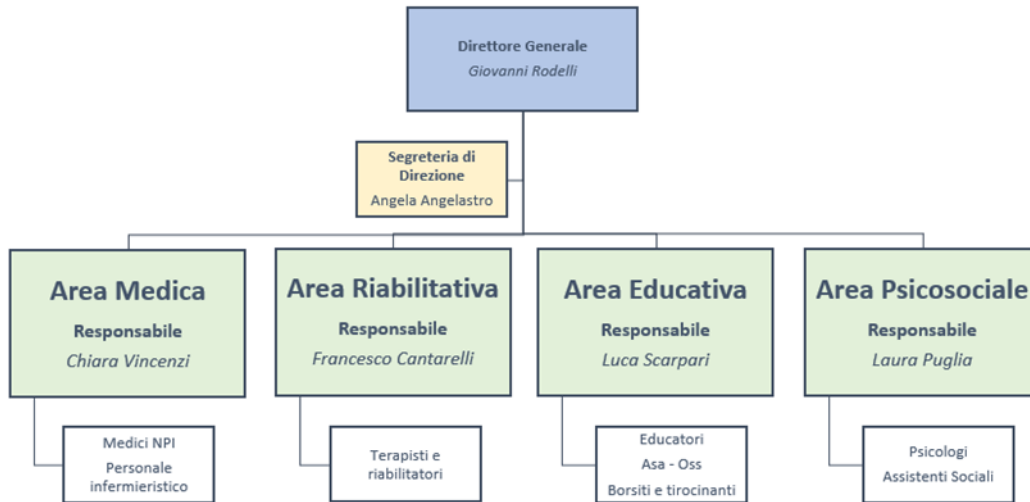 Direttore Generale
Giovanni Rodelli
Segreteria di
Direzione
Angela Angelastro
Area Medica
Responsabile
Chiara Vincenzi
Area Riabilitativa
Responsabile
Francesco Cantarelli
Area Educativa
Responsabile
Luca Scarpari
Area Psicosociale
Responsabile
Laura Puglia
Medici NPI
Personale
infermieristico
Terapisti e
riabilitatori
Educatori
Asa - Oss
Borsiti e tirocinanti
Psicologi
Assistenti Sociali